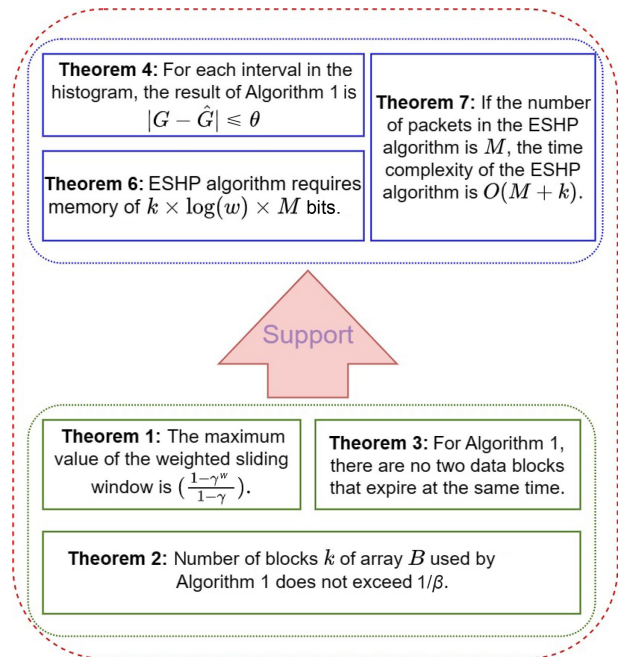 Theorem 4: For each interval in the
histogram, the result of Algorithm 1 is
|G − Ĝ| ⩽ θ
Theorem 6: ESHP algorithm requires
memory of k × log(w) × M bits.
Theorem 7: If the number
of packets in the ESHP
algorithm is M, the time
complexity of the ESHP
algorithm is O(M + k).
Support
Theorem 1: The maximum
value of the weighted sliding
window is (\frac{1−γ^w}{1−γ}).
Theorem 3: For Algorithm 1,
there are no two data blocks
that expire at the same time.
Theorem 2: Number of blocks k of array B used by
Algorithm 1 does not exceed 1/β.